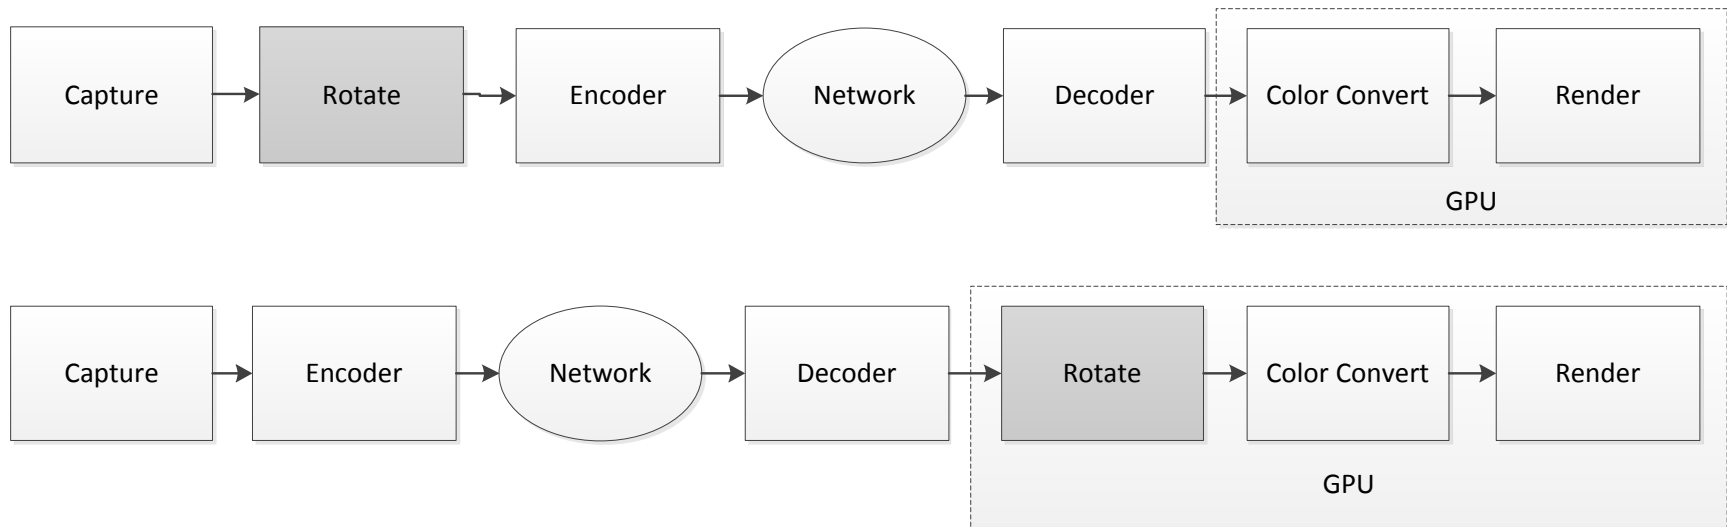 Capture
Rotate
Encoder
Network
Decoder
Color Convert
Render
GPU
Capture
Encoder
Network
Decoder
Rotate
Color Convert
Render
GPU